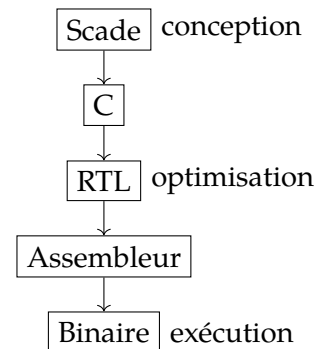 Scade conception
C
RTL optimisation
Assembleur
Binaire exécution